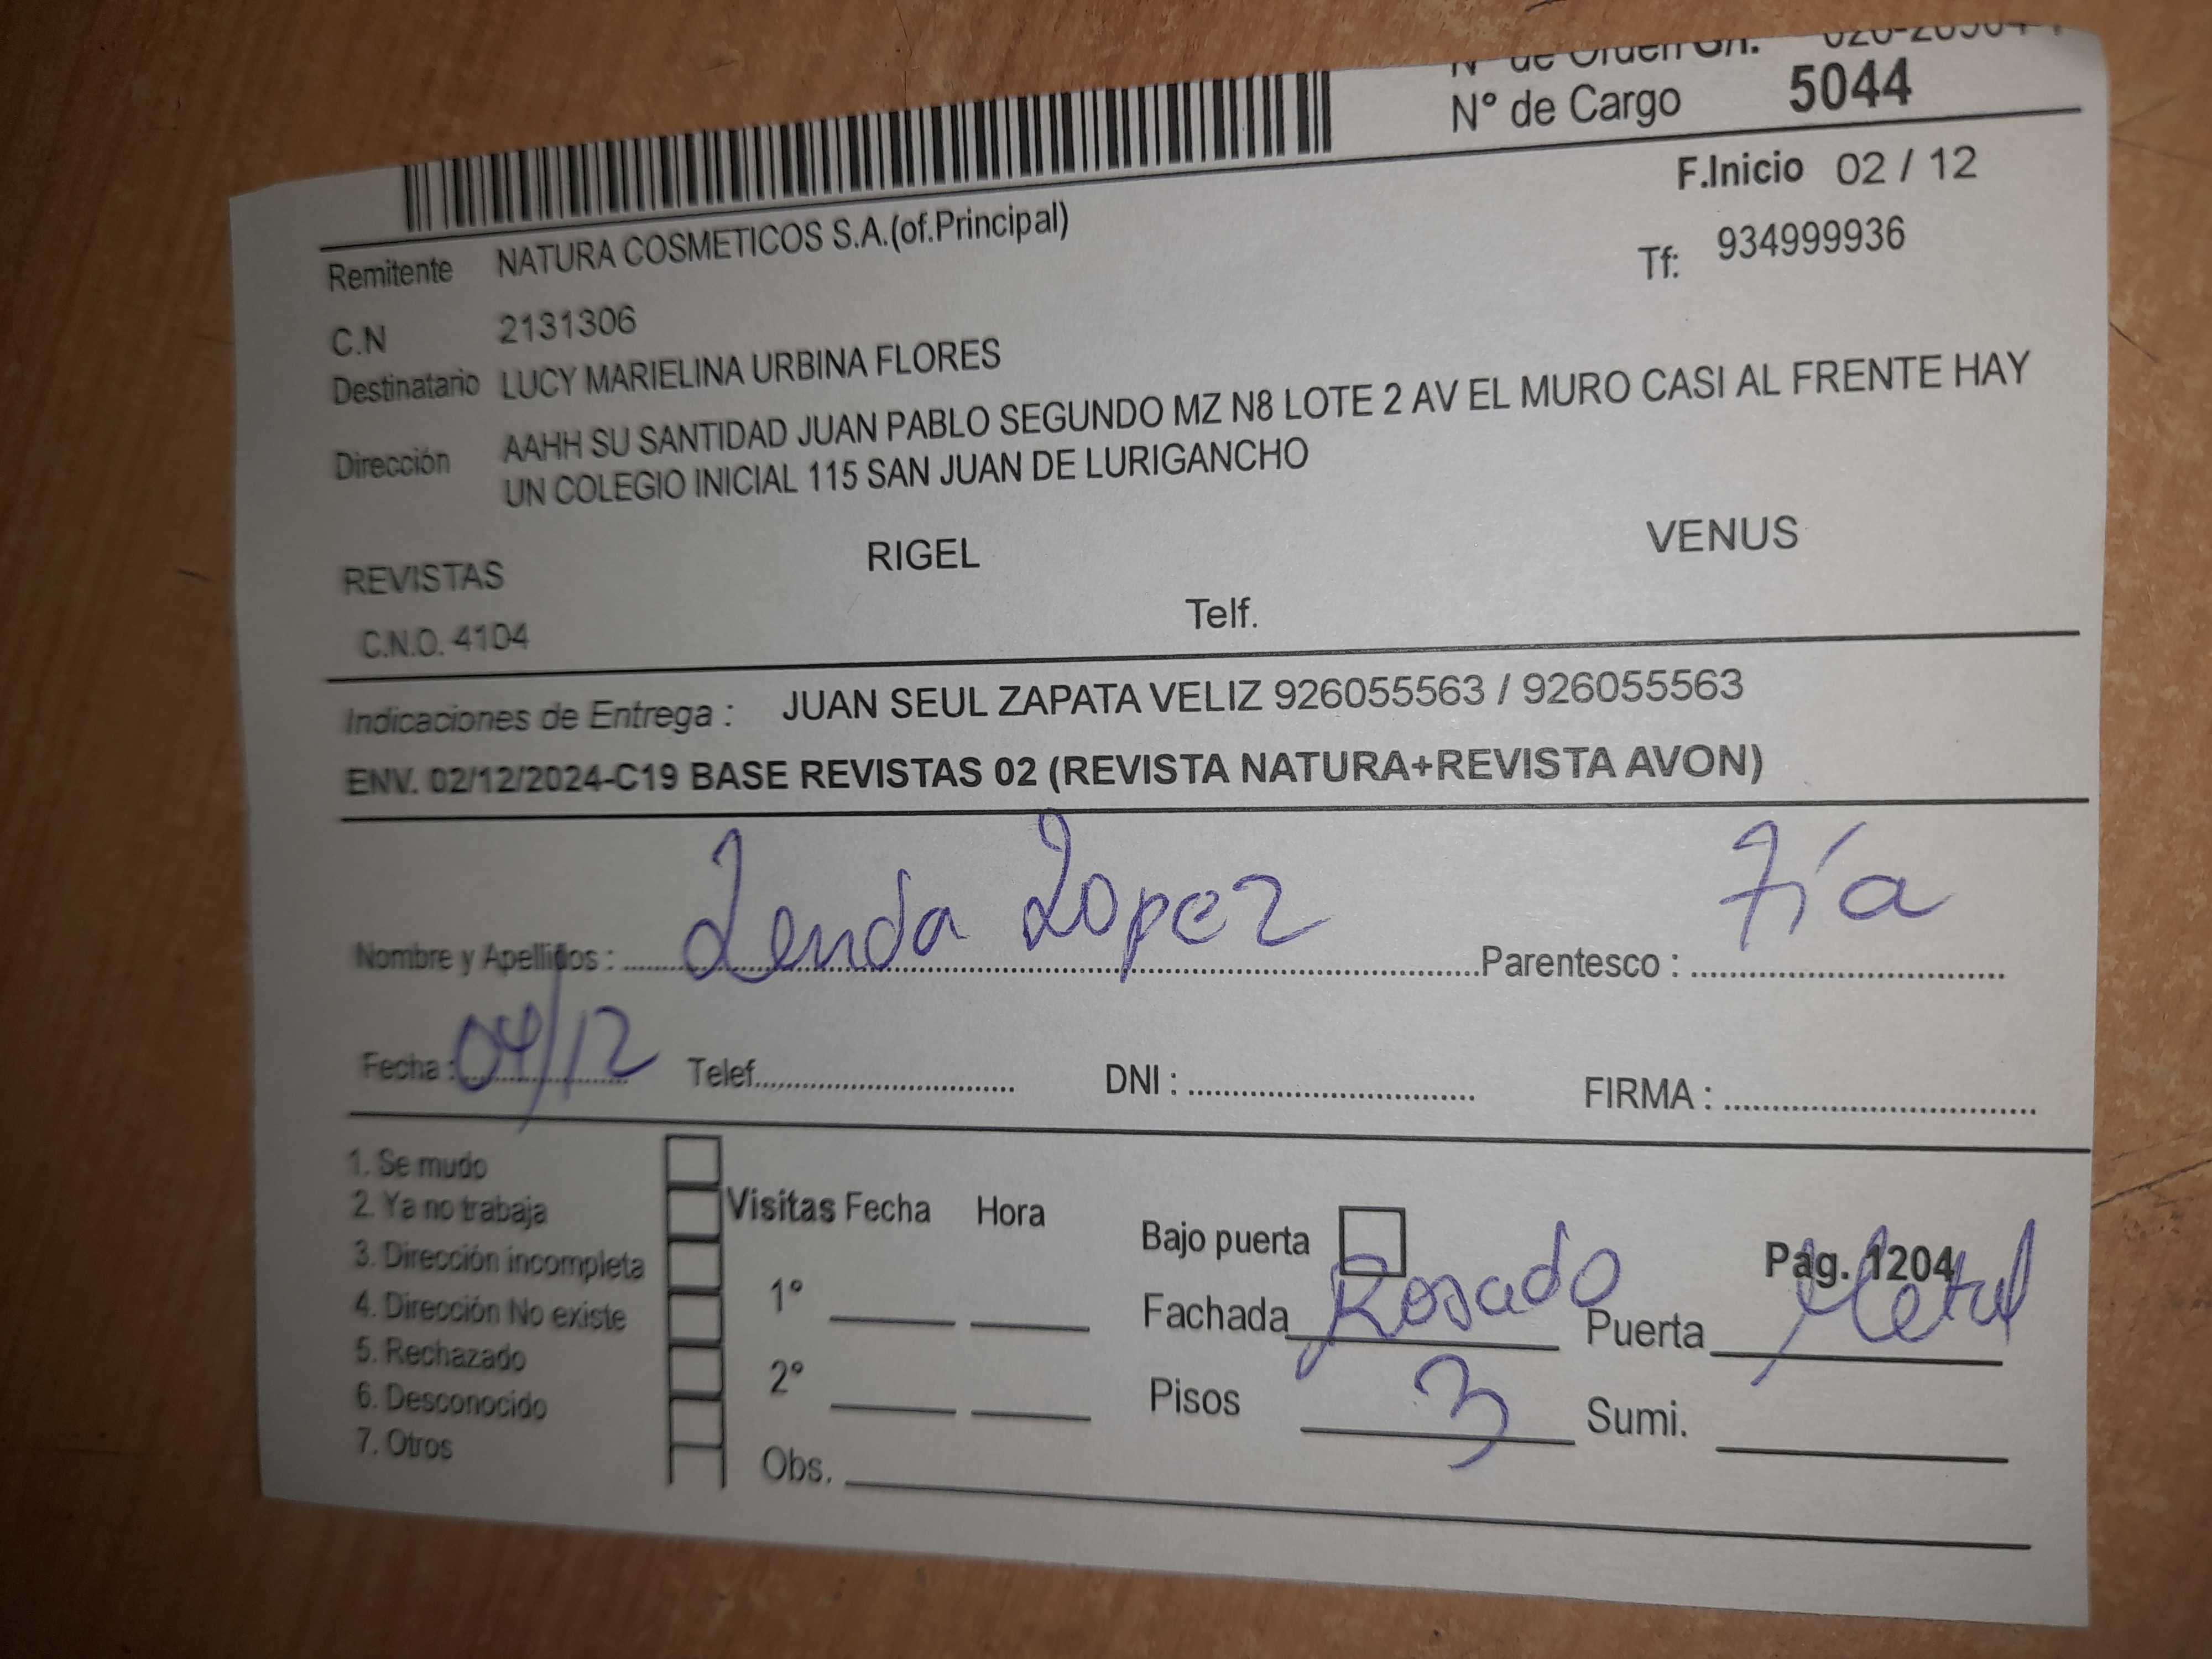 N° de Orden
N° de Cargo 5044
F.Inicio 02 / 12
Remitente NATURA COSMETICOS S.A.(of.Principal)
Tf: 934999936
C.N 2131306
Destinatario LUCY MARIELINA URBINA FLORES
Dirección AAHH SU SANTIDAD JUAN PABLO SEGUNDO MZ N8 LOTE 2 AV EL MURO CASI AL FRENTE HAY
UN COLEGIO INICIAL 115 SAN JUAN DE LURIGANCHO
REVISTAS RIGEL VENUS
C.N.O. 4104 Telf.
Indicaciones de Entrega : JUAN SEUL ZAPATA VELIZ 926055563 / 926055563
ENV. 02/12/2024-C19 BASE REVISTAS 02 (REVISTA NATURA+REVISTA AVON)
Nombre y Apellidos : Lenda Lopez Parentesco : Tía
Fecha : 04/12 Telef. DNI : FIRMA :
1. Se mudo
2. Ya no trabaja
3. Dirección incompleta
4. Dirección No existe
5. Rechazado
6. Desconocido
7. Otros
Visitas Fecha Hora
1°
2°
Obs.
Bajo puerta Pag. 1204
Fachada Rosado Puerta Metal
Pisos 3 Sumi.